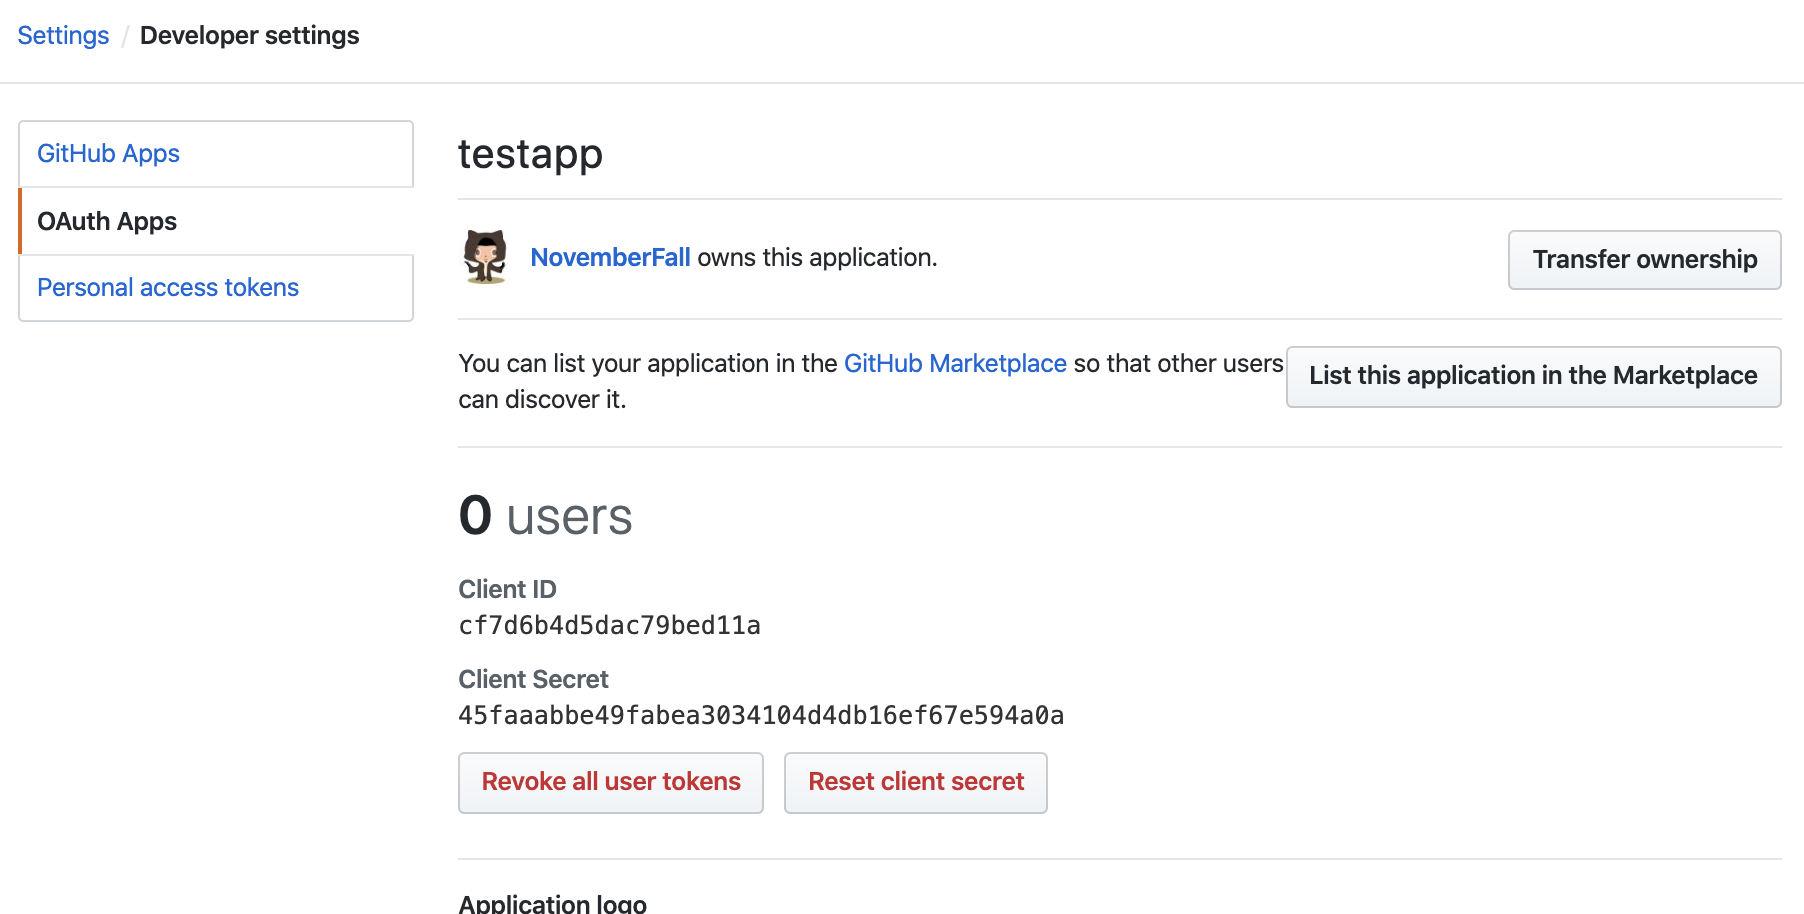 Settings / Developer settings
GitHub Apps
OAuth Apps
Personal access tokens
testapp
NovemberFall owns this application.
Transfer ownership
You can list your application in the GitHub Marketplace so that other users
can discover it.
List this application in the Marketplace
0 users
Client ID
cf7d6b4d5dac79bed11a
Client Secret
45faaabbe49fabea3034104d4db16ef67e594a0a
Revoke all user tokens
Reset client secret
Application logo